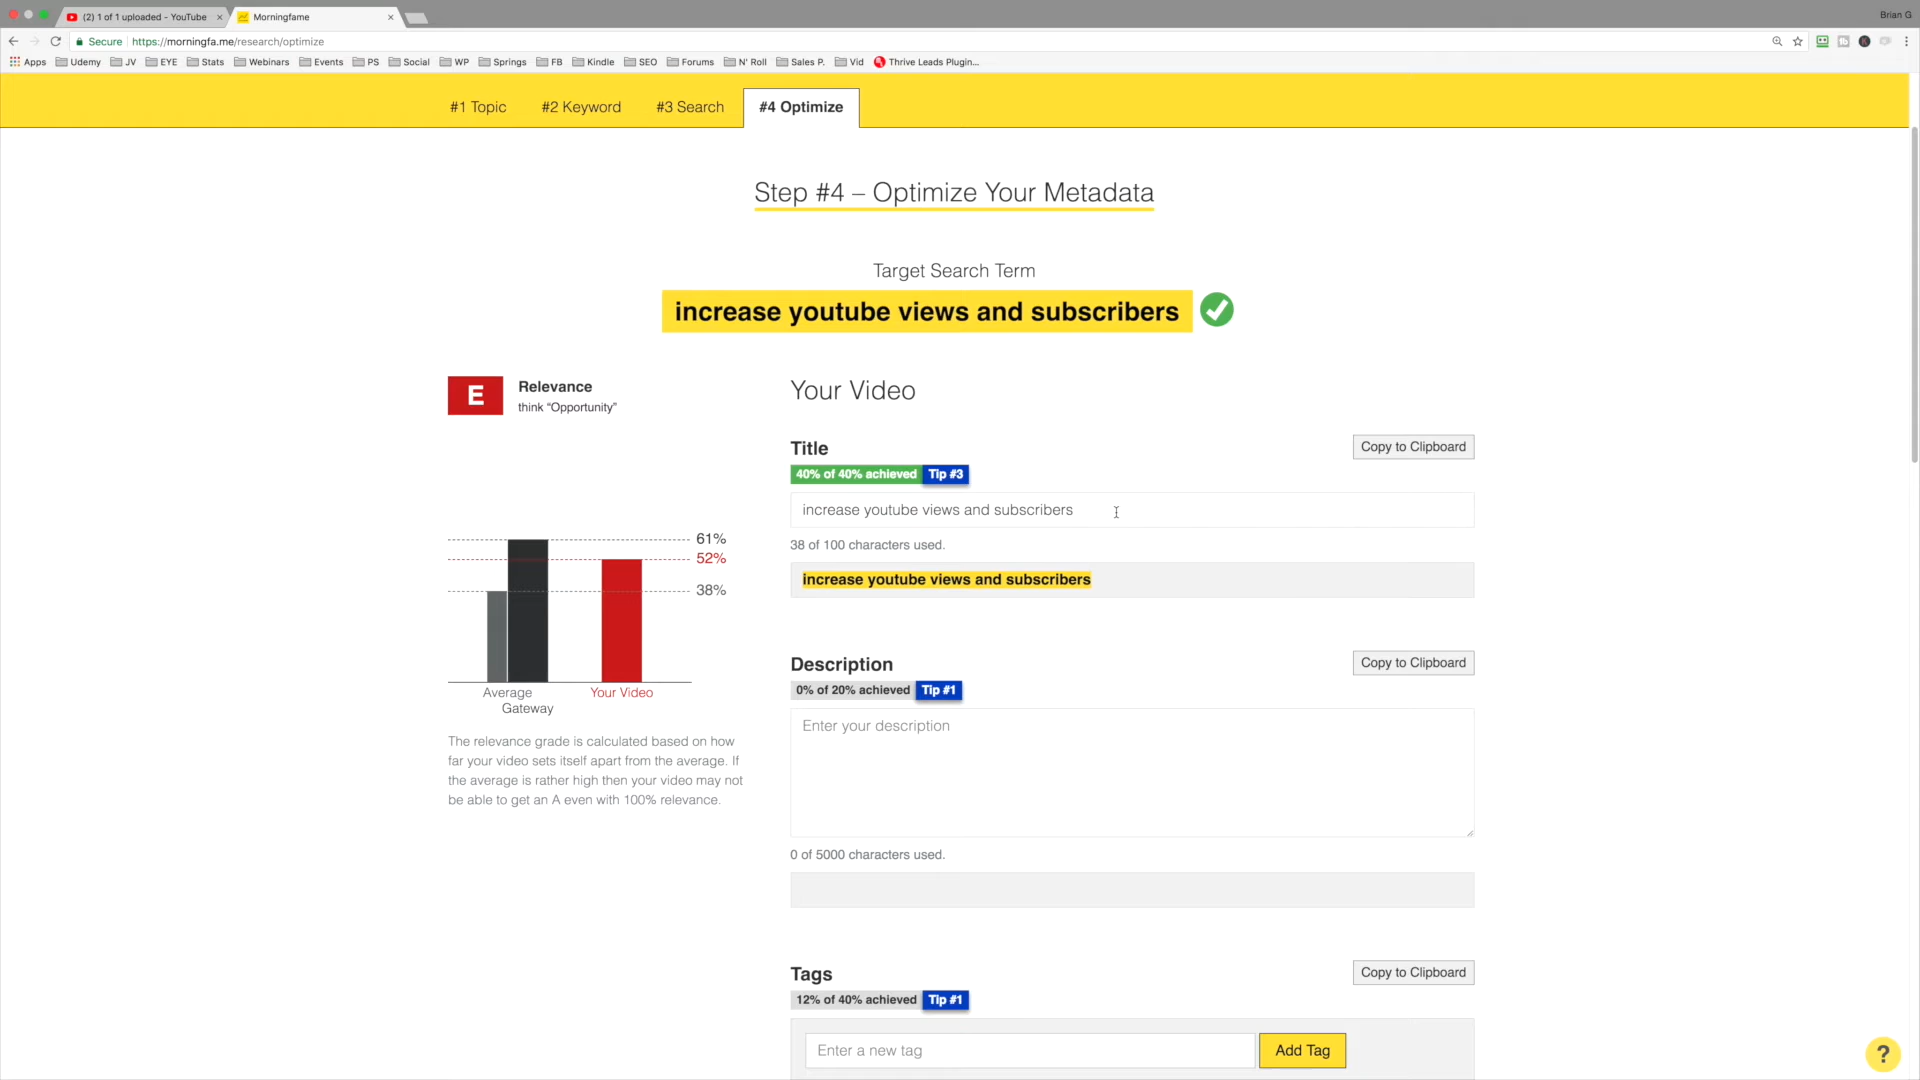 (2) 1 of 1 uploaded - YouTube
Morningfame
Brian G
Secure
https://morningfa.me/research/optimize
Apps Udemy JV EYE Stats Webinars Events PS Social WP Springs FB Kindle SEO Forums N' Roll Sales P. Vid Thrive Leads Plugin...
#1 Topic #2 Keyword #3 Search #4 Optimize
Step #4 – Optimize Your Metadata
Target Search Term
increase youtube views and subscribers
E
Relevance
think “Opportunity”
61%
52%
38%
Average
Gateway
Your Video
The relevance grade is calculated based on how
far your video sets itself apart from the average. If
the average is rather high then your video may not
be able to get an A even with 100% relevance.
Your Video
Title
Copy to Clipboard
40% of 40% achieved Tip #3
increase youtube views and subscribers
38 of 100 characters used.
increase youtube views and subscribers
Description
Copy to Clipboard
0% of 20% achieved Tip #1
Enter your description
0 of 5000 characters used.
Tags
Copy to Clipboard
12% of 40% achieved Tip #1
Enter a new tag
Add Tag
?